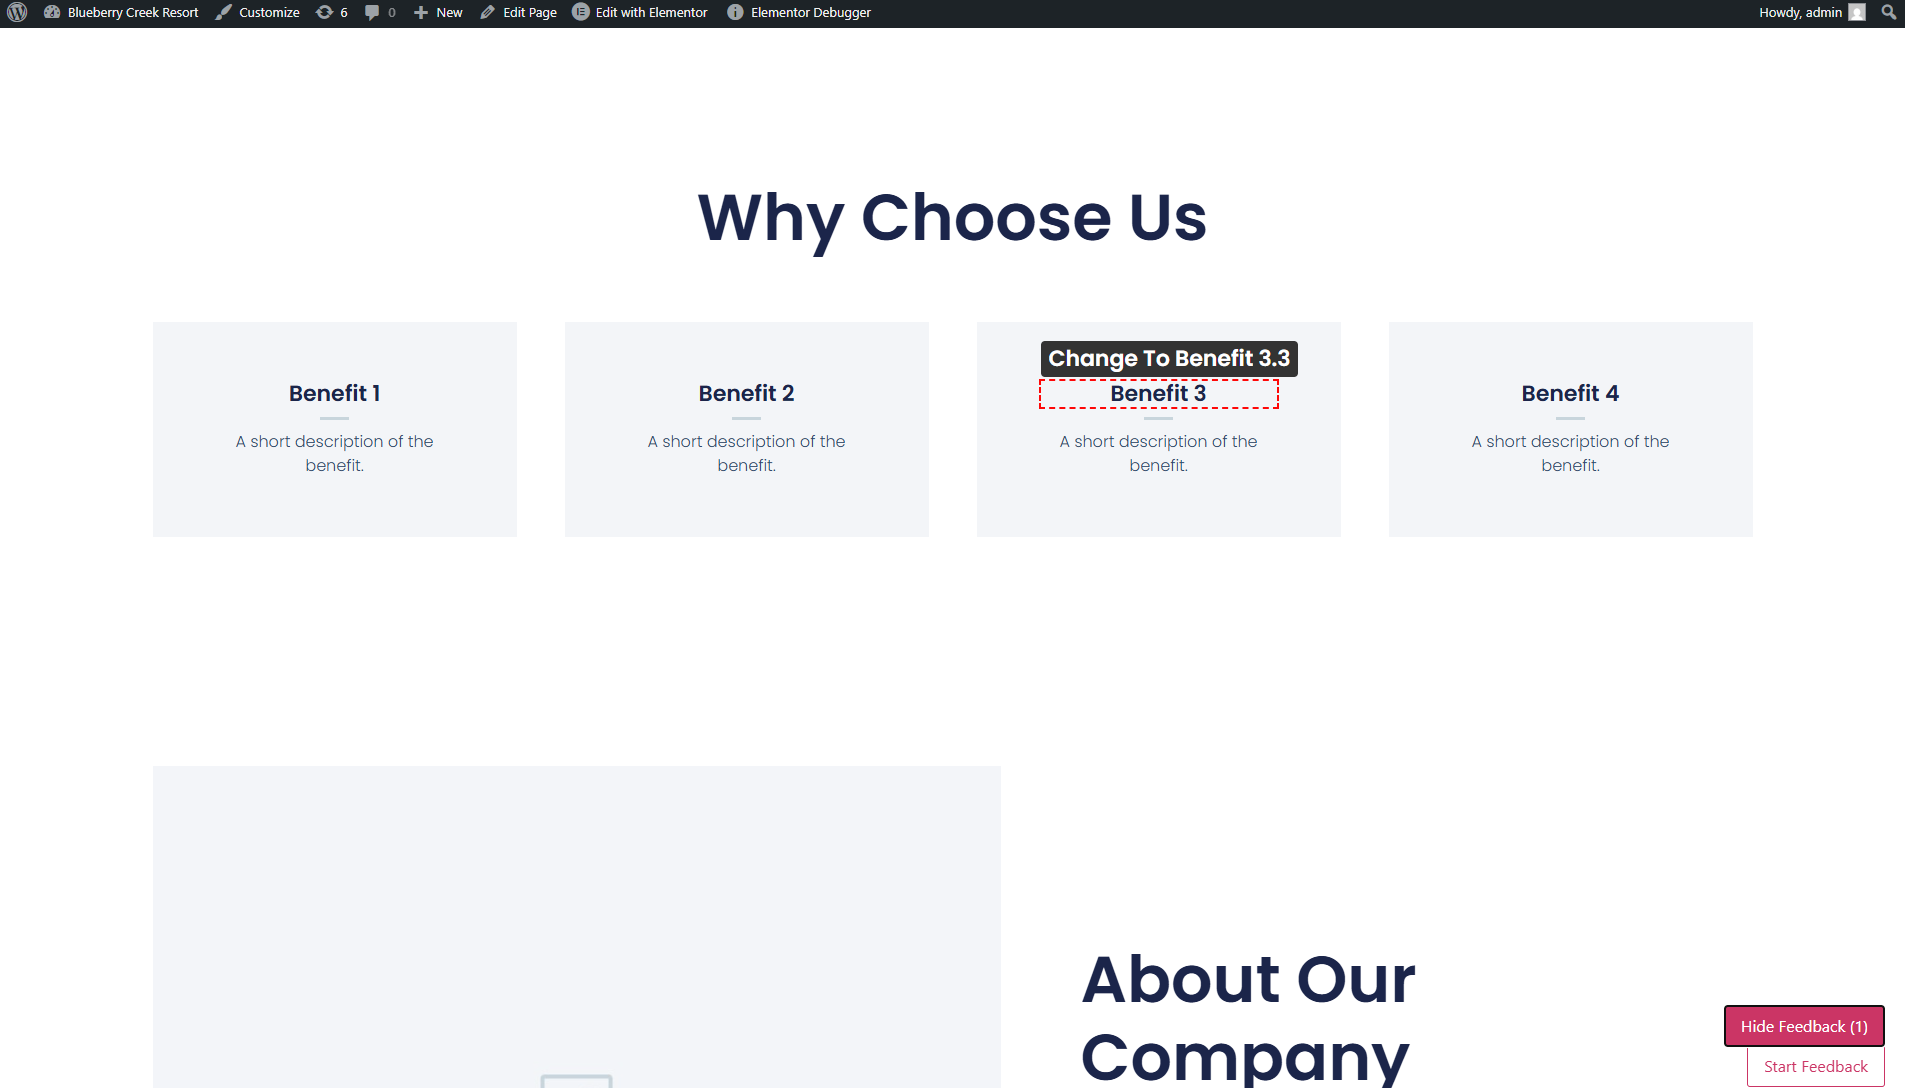 Blueberry Creek Resort Customize 6 0 New Edit Page Edit with Elementor Elementor Debugger Howdy, admin
Why Choose Us
Benefit 1
A short description of the
benefit.
Benefit 2
A short description of the
benefit.
Change To Benefit 3.3
Benefit 3
A short description of the
benefit.
Benefit 4
A short description of the
benefit.
About Our
Company
Hide Feedback (1)
Start Feedback